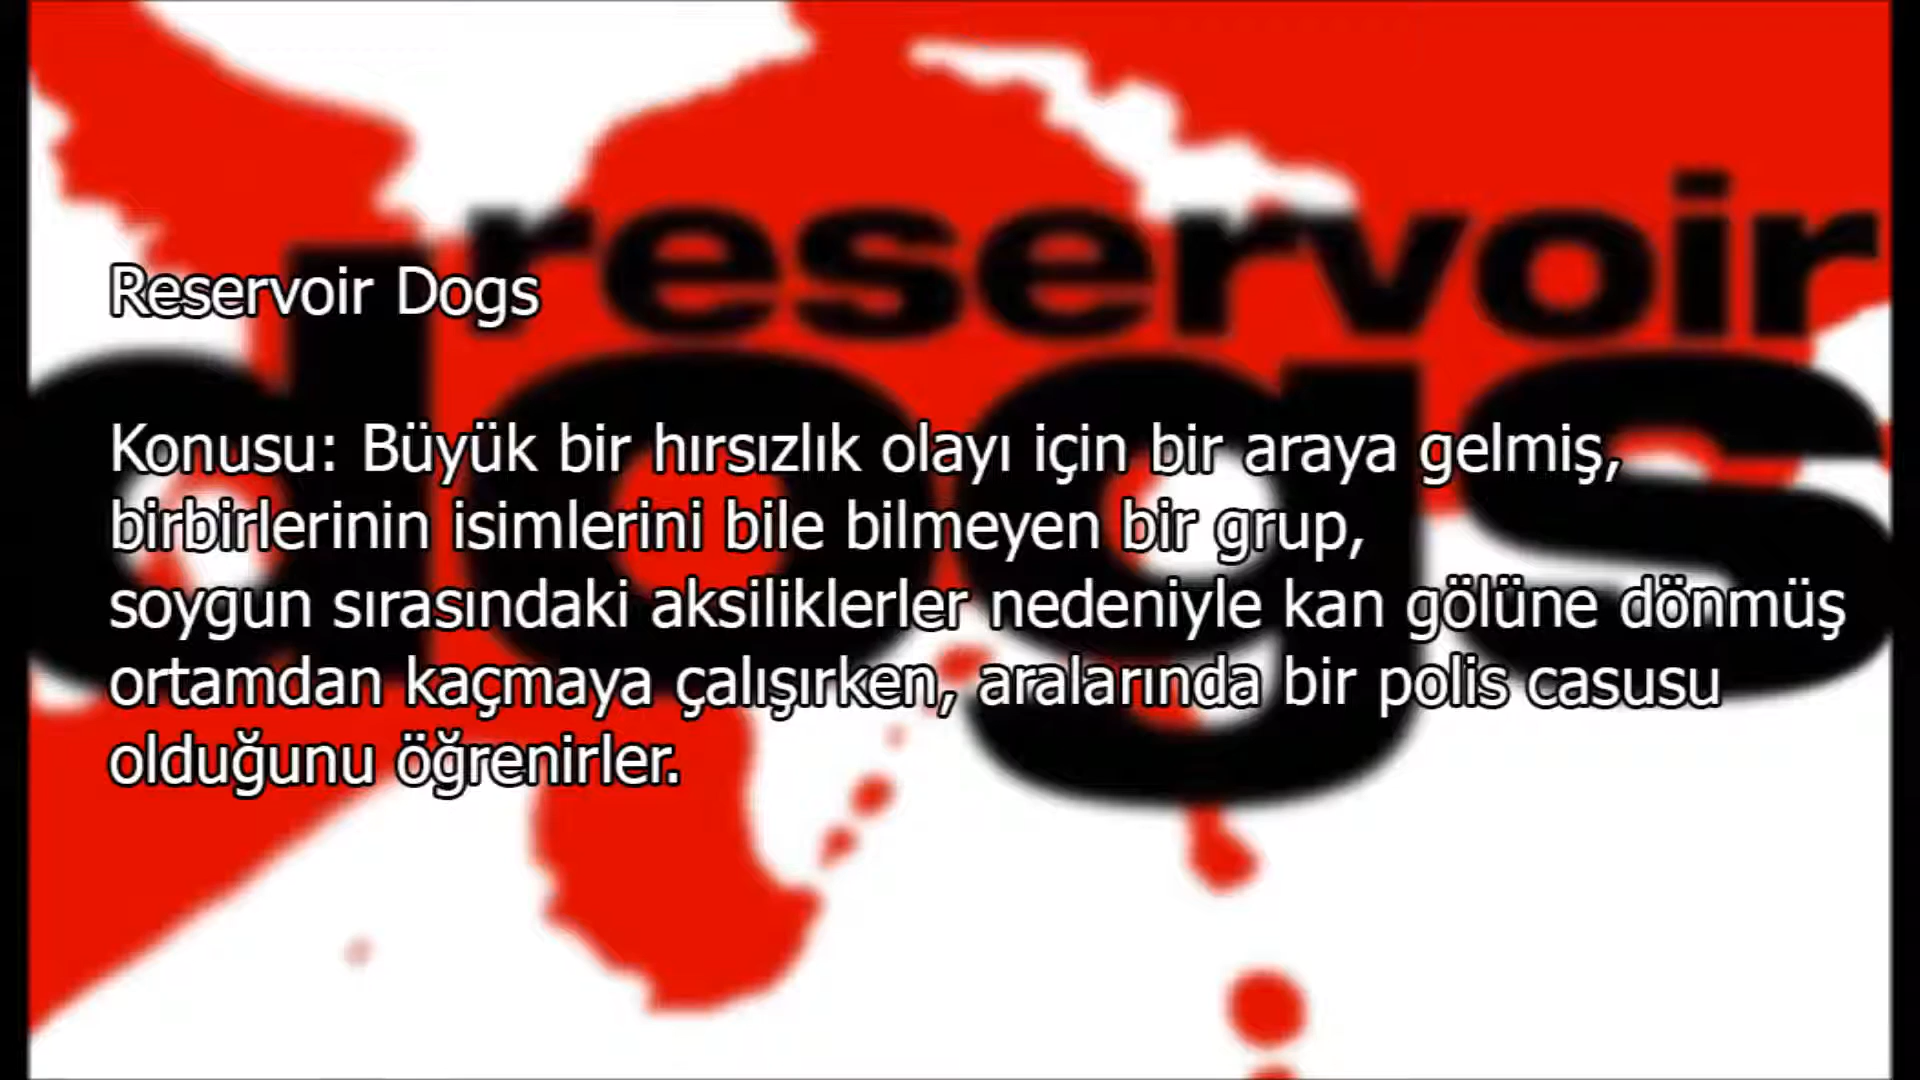 reservoir
dogs
Reservoir Dogs
Konusu: Büyük bir hırsızlık olayı için bir araya gelmiş,
birbirlerinin isimlerini bile bilmeyen bir grup,
soygun sırasındaki aksiliklerler nedeniyle kan gölüne dönmüş
ortamdan kaçmaya çalışırken, aralarında bir polis casusu
olduğunu öğrenirler.